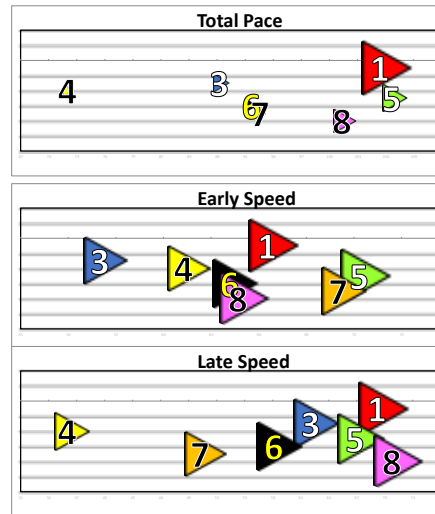 Total Pace
4 3 6 7 8 1 5
Early Speed
3 4 6 8 1 7 5
Late Speed
4 7 6 3 5 1 8